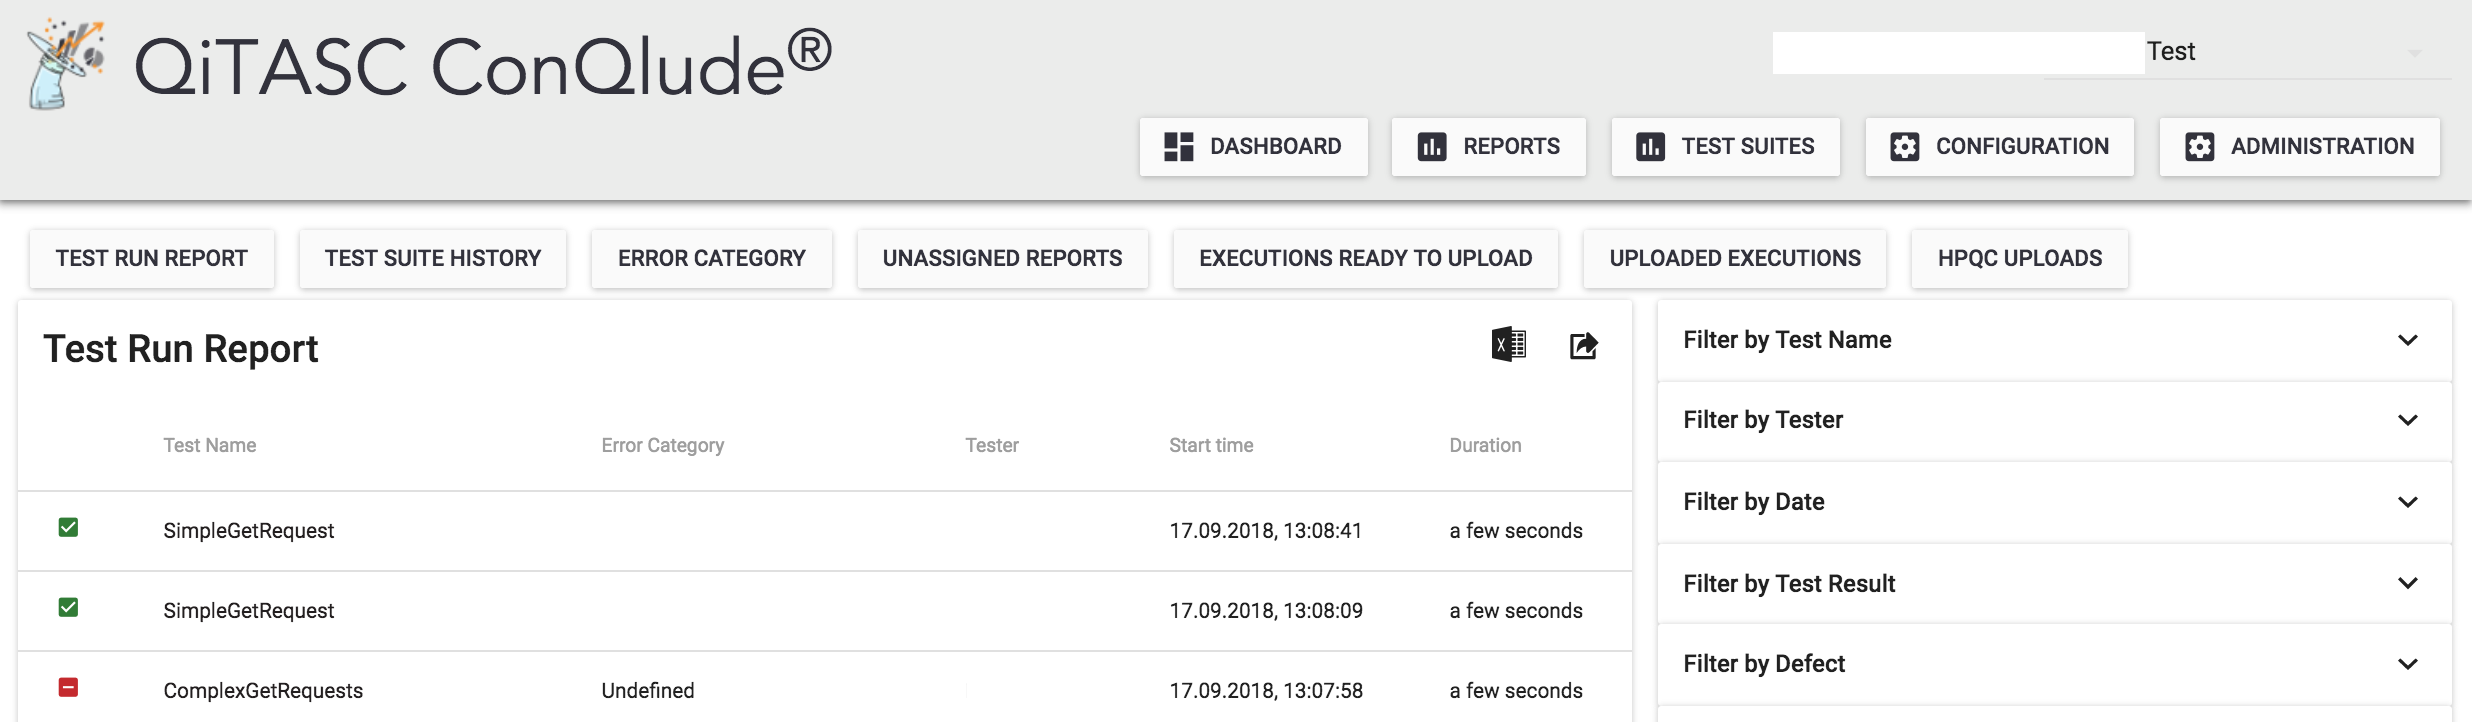 QiTASC ConQlude®
Test
DASHBOARD REPORTS TEST SUITES CONFIGURATION ADMINISTRATION
TEST RUN REPORT TEST SUITE HISTORY ERROR CATEGORY UNASSIGNED REPORTS EXECUTIONS READY TO UPLOAD UPLOADED EXECUTIONS HPQC UPLOADS
Test Run Report
Test Name Error Category Tester Start time Duration
SimpleGetRequest 17.09.2018, 13:08:41 a few seconds
SimpleGetRequest 17.09.2018, 13:08:09 a few seconds
ComplexGetRequests Undefined 17.09.2018, 13:07:58 a few seconds
Filter by Test Name
Filter by Tester
Filter by Date
Filter by Test Result
Filter by Defect